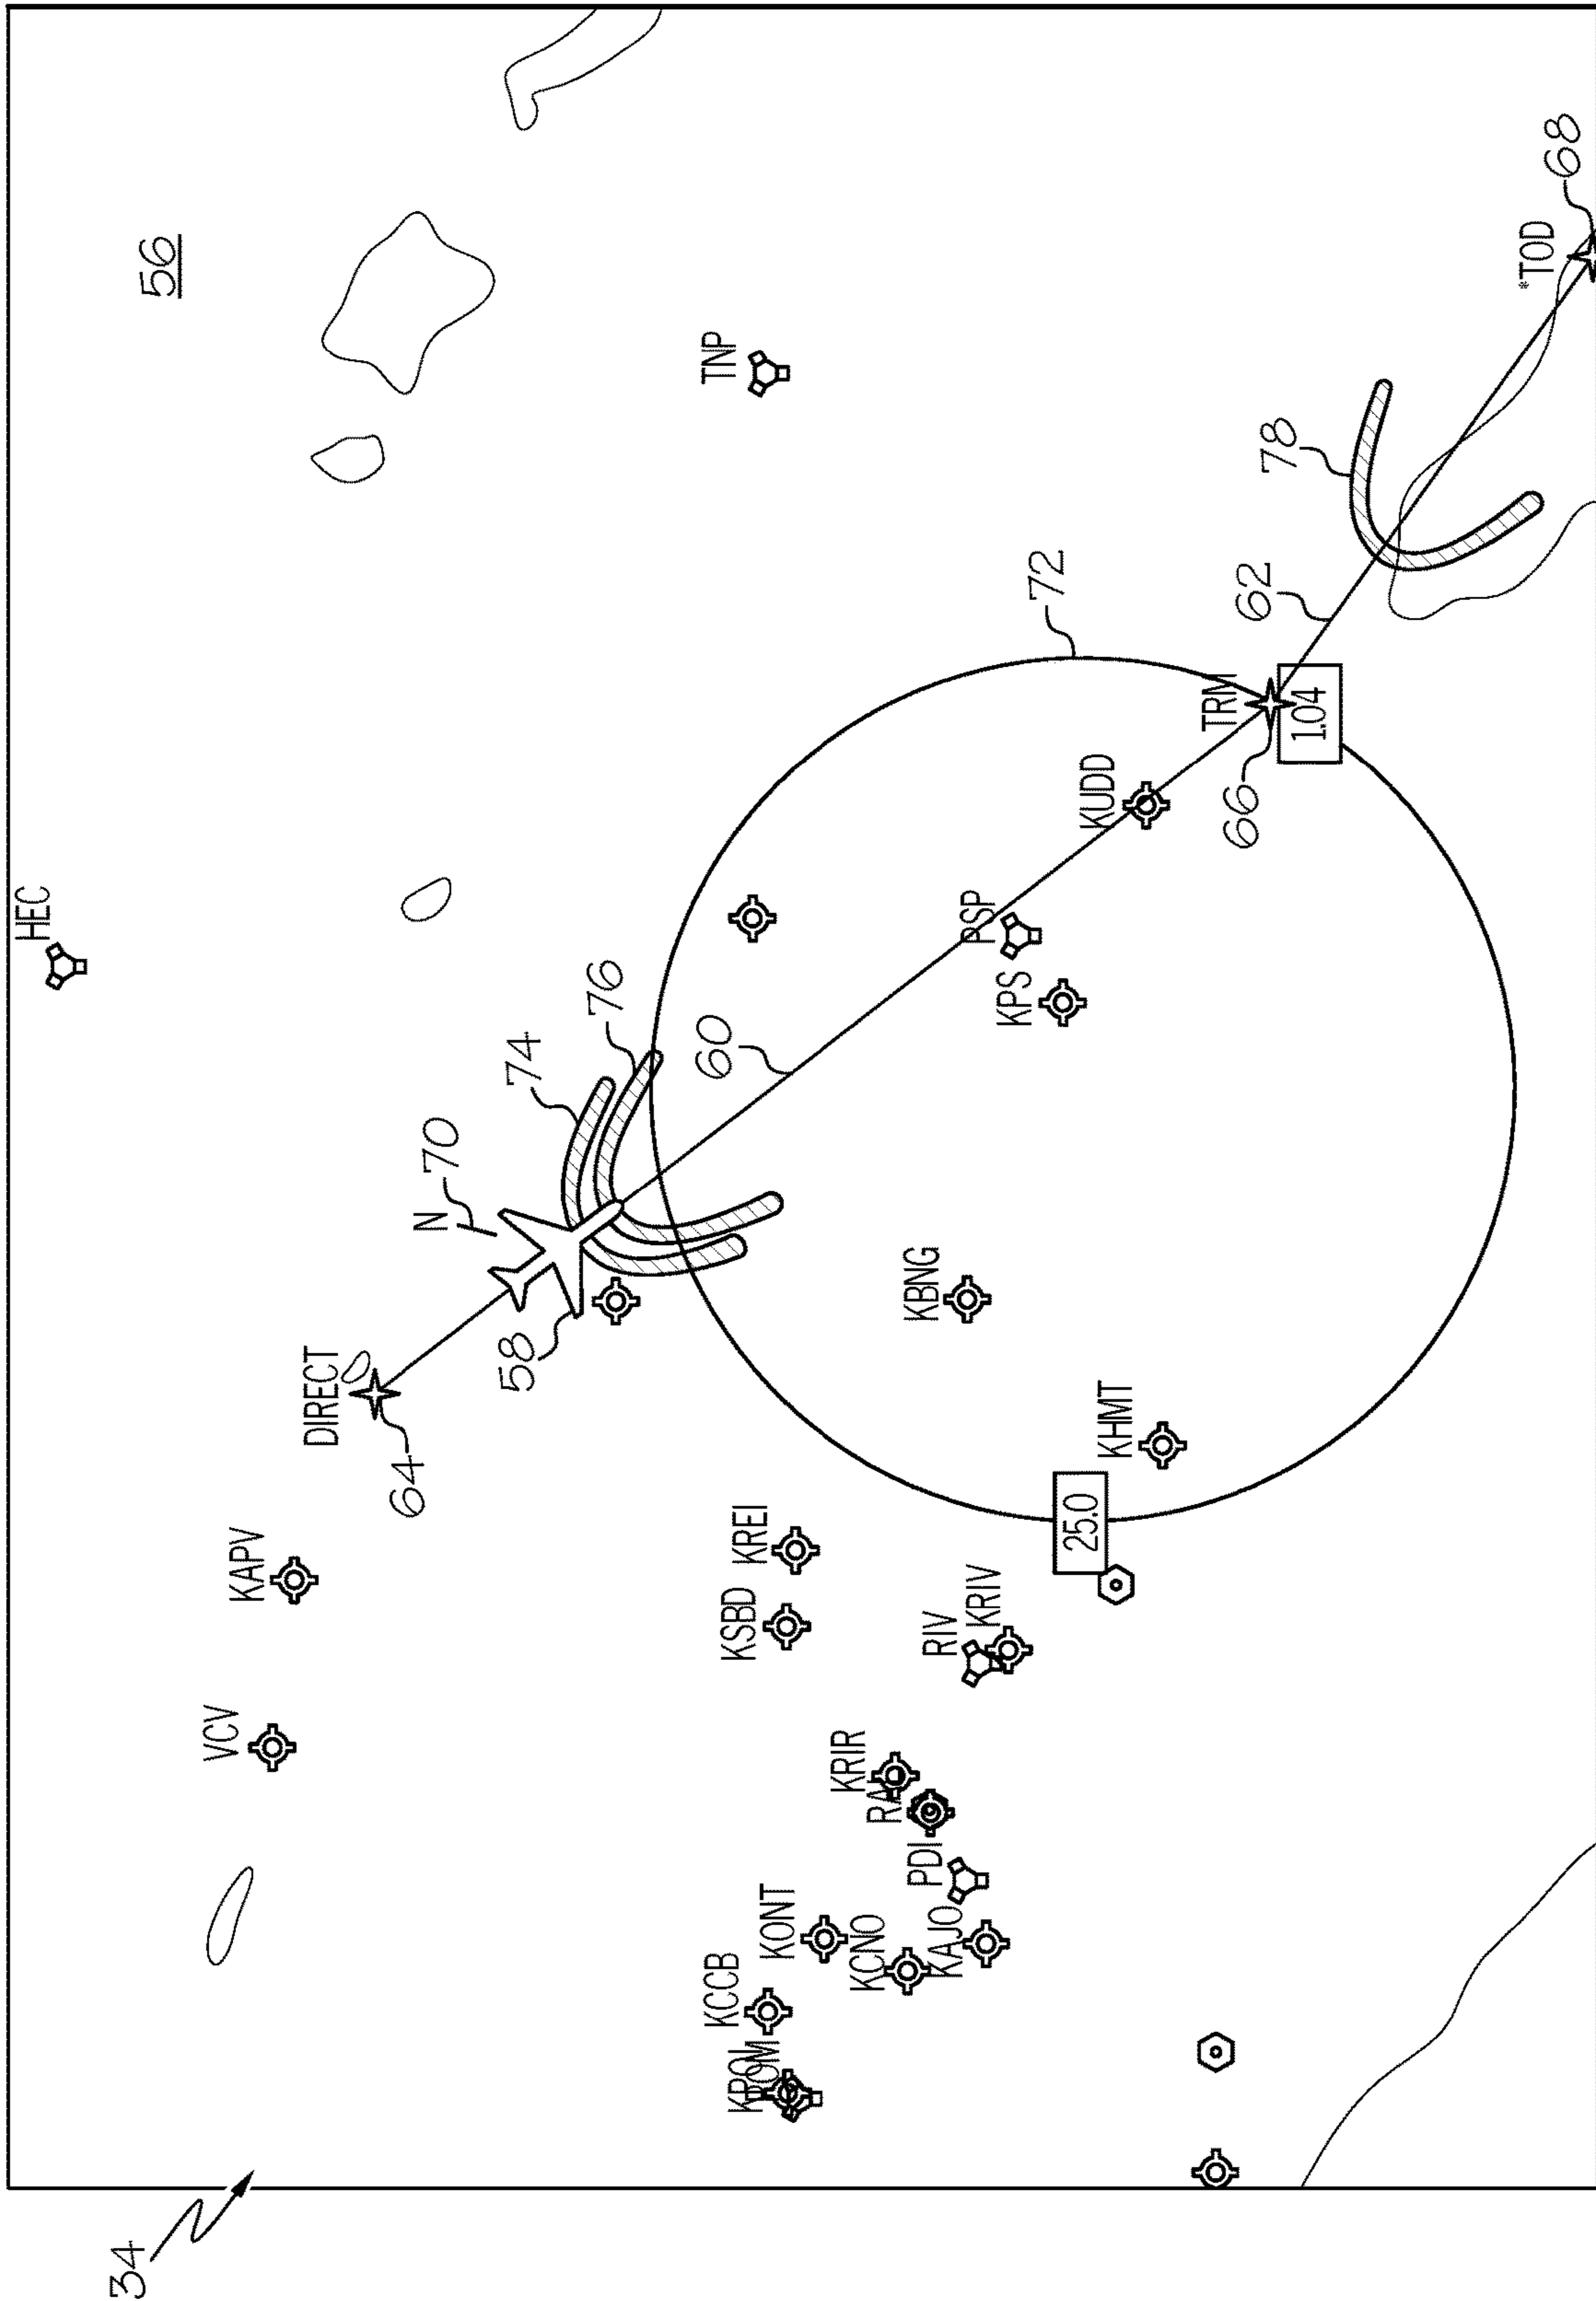 34
HEC
56
VCV
KAPV
DIRECT
64
N
70
58
74
76
KCCB
KSBD
KREI
60
TNP
KONT
KRIR
KCNO
PDI
KBNG
KAJO
RIV
KRIV
PSP
KPS
72
25.0
KUDD
KHMT
TRM
66
62
78
1.04
*TOD
68